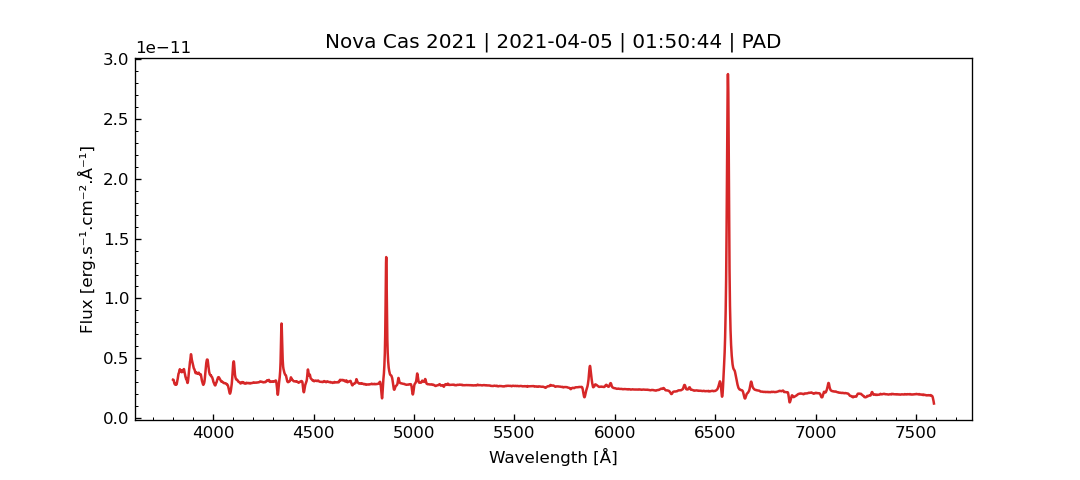 Nova Cas 2021 | 2021-04-05 | 01:50:44 | PAD
1e−11
3.0
2.5
2.0
1.5
1.0
0.5
0.0
Flux [erg.s⁻¹.cm⁻².Å⁻¹]
4000 4500 5000 5500 6000 6500 7000 7500
Wavelength [Å]